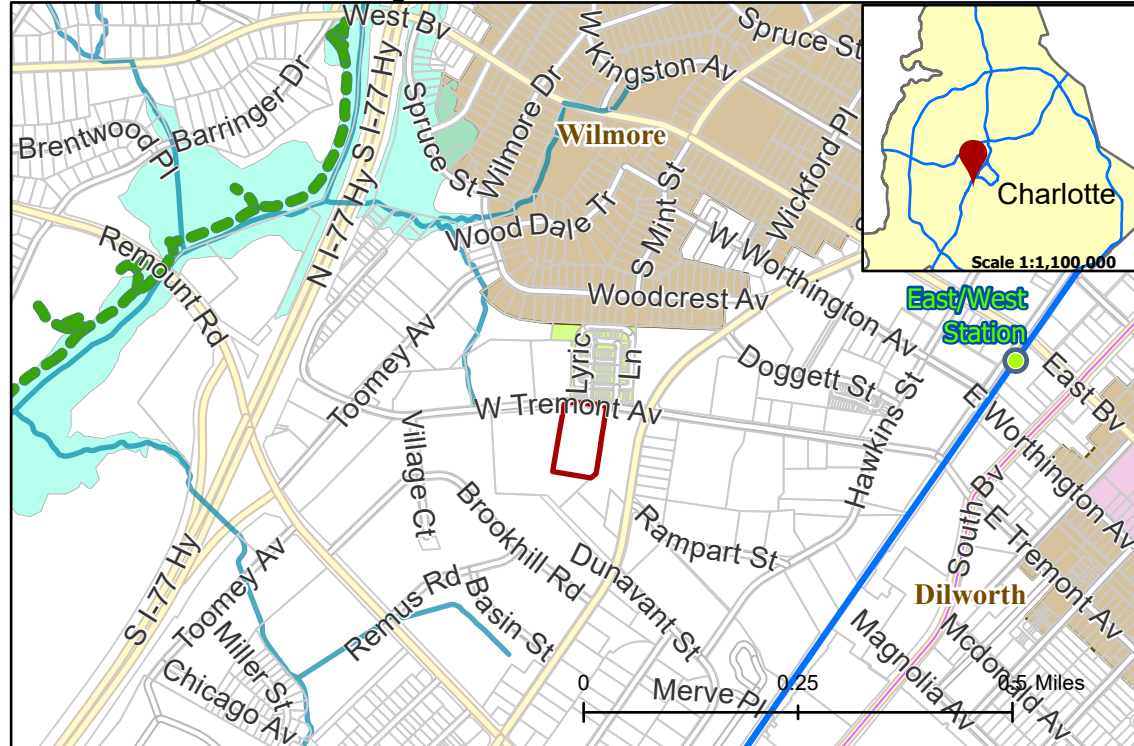 West Bv
Spruce St
W Kingston Av
W
Barringer Dr
Brentwood Pl
S I-77 Hy
Spruce St
Wilmore Dr
Wilmore
Wickford Pl
Charlotte
Scale 1:1,100,000
N I-77 Hy
Wood Dale Tr
S Mint St
W Worthington Av
Remount Rd
Woodcrest Av
East/West
Station
Toomey Av
Lyric
Ln
Doggett St
East Bv
W Tremont Av
Hawkins St
E Worthington Av
Village Ct
Brookhill Rd
Rampart St
South Bv
E Tremont Av
S I-77 Hy
Toomey Av
Remus Rd
Basin St
Dunavant St
Dilworth
Miller St
Chicago Av
Merve Pl
Magnolia Av
Mcdonald Av
0
0.25
0.5 Miles